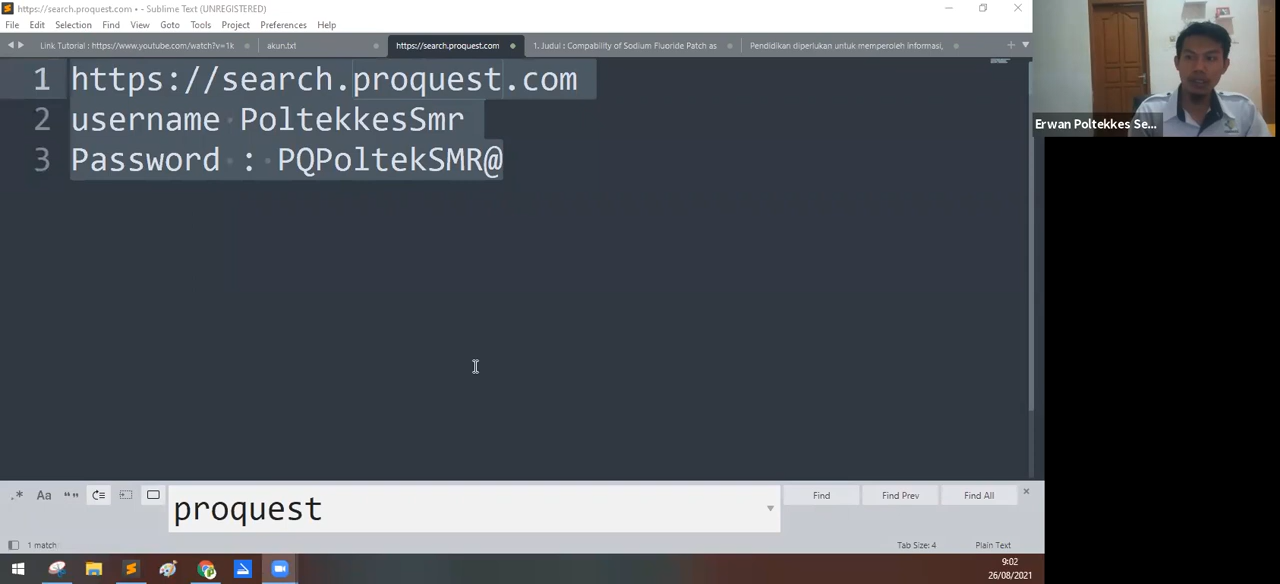 https://search.proquest.com • - Sublime Text (UNREGISTERED)
File Edit Selection Find View Goto Tools Project Preferences Help
Link Tutorial : https://www.youtube.com/watch?v=1k akun.txt https://search.proquest.com 1. Judul : Compability of Sodium Fluoride Patch as Pendidikan diperlukan untuk memperoleh informasi,
1 https://search.proquest.com
2 username PoltekkesSmr
3 Password : PQPoltekSMR@
Erwan Poltekkes Se...
.* Aa “” proquest Find Find Prev Find All
1 match Tab Size: 4 Plain Text
9:02
26/08/2021